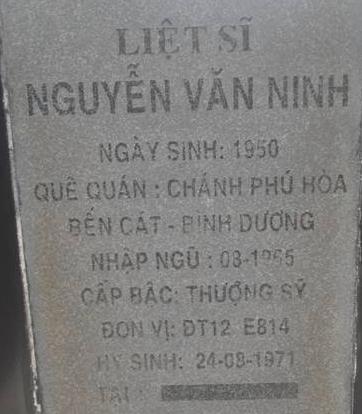 LIỆT SĨ
NGUYỄN VĂN NINH
NGÀY SINH: 1950
QUÊ QUÁN : CHÁNH PHÚ HÒA
BẾN CÁT - BÌNH DƯƠNG
NHẬP NGŨ : 08-1965
CẤP BẬC: THƯỢNG SỸ
ĐƠN VỊ: ĐT12 E814
HY SINH: 24-08-1971
TẠI :